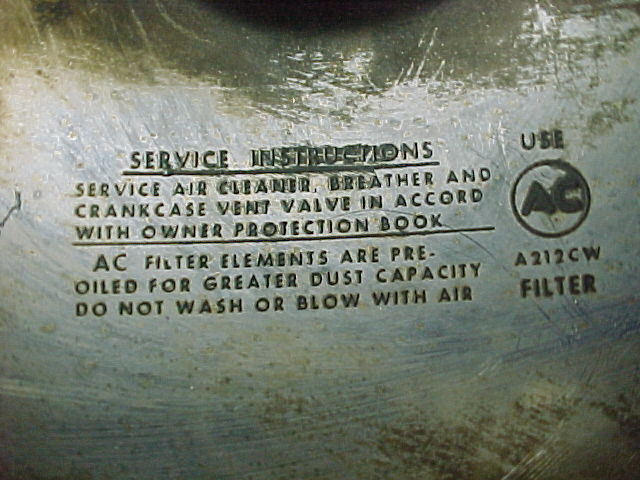 SERVICE INSTRUCTIONS
SERVICE AIR CLEANER, BREATHER AND
CRANKCASE VENT VALVE IN ACCORD
WITH OWNER PROTECTION BOOK
AC FILTER ELEMENTS ARE PRE-
OILED FOR GREATER DUST CAPACITY
DO NOT WASH OR BLOW WITH AIR
USE
AC
A212CW
FILTER